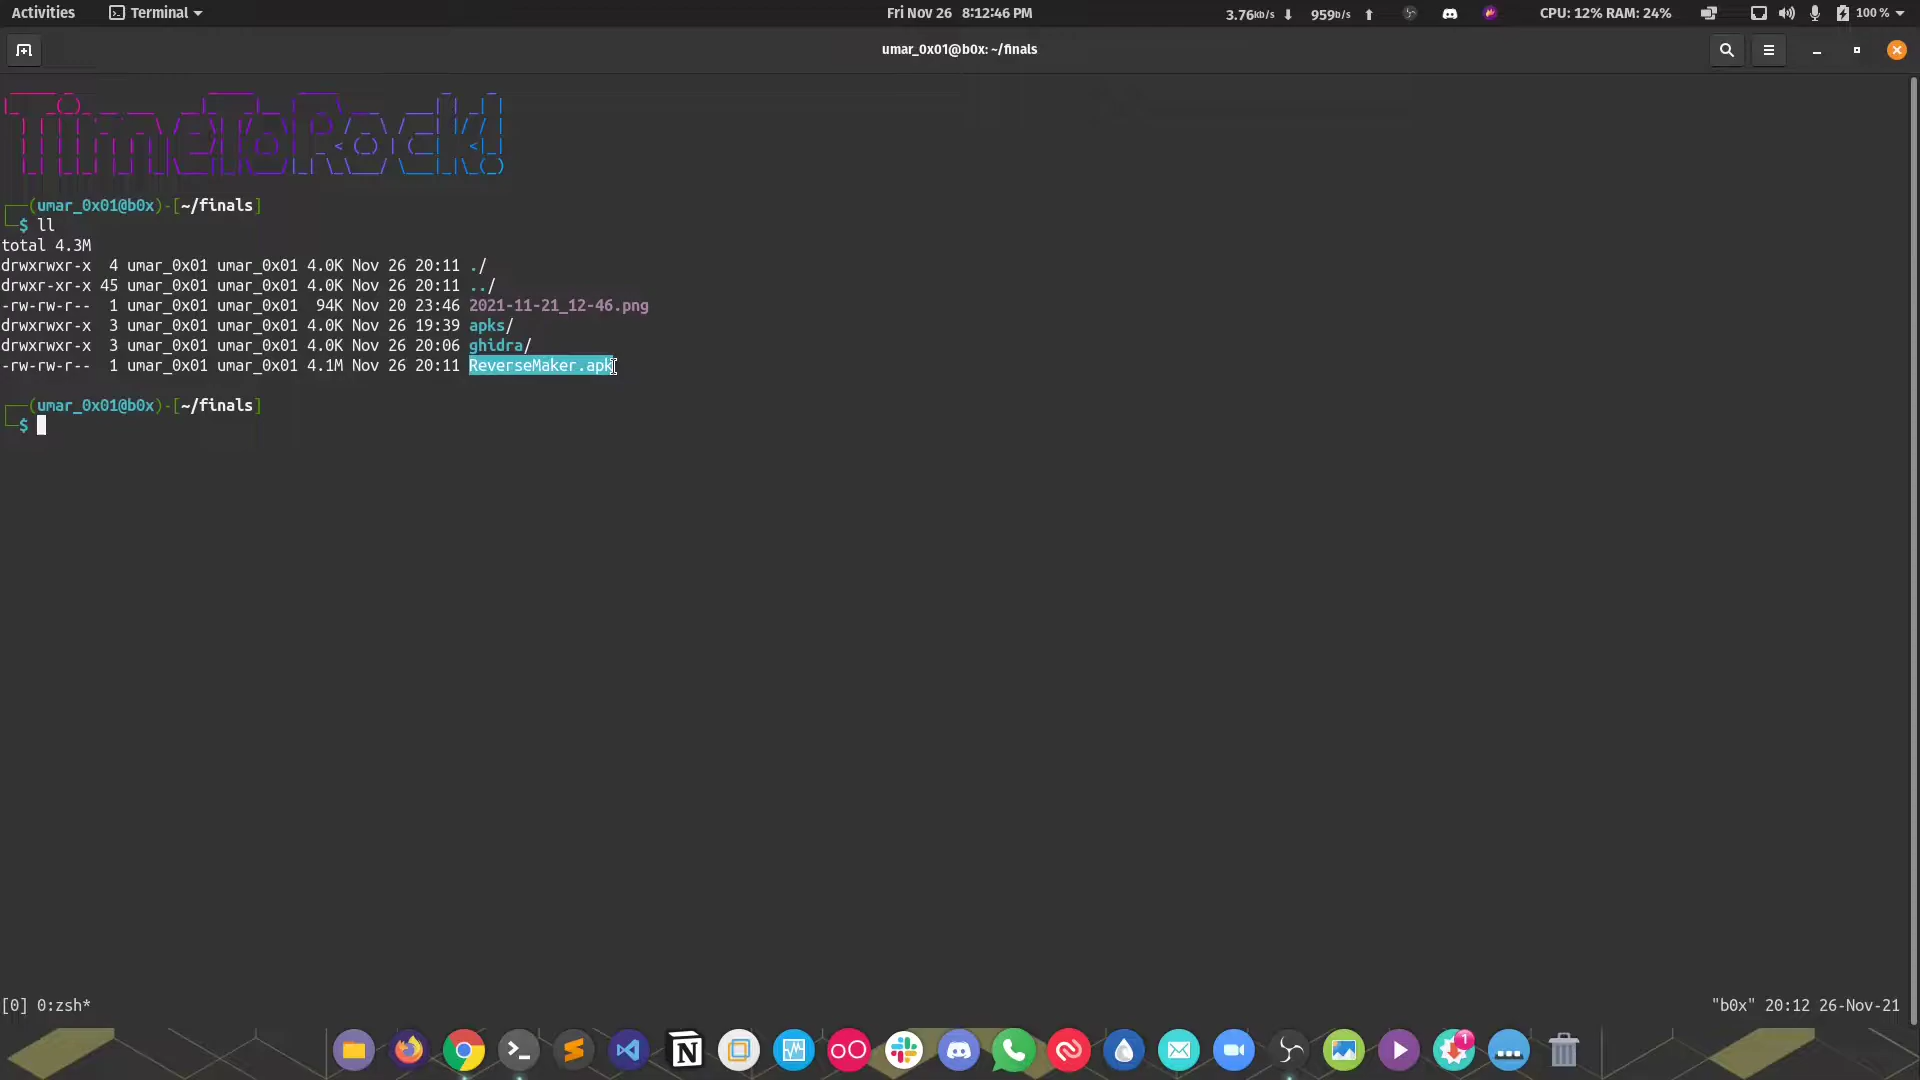 Activities Terminal Fri Nov 26 8:12:46 PM 3.76kb/s 959b/s CPU: 12% RAM: 24% 100 %
umar_0x01@b0x: ~/finals
TimeToRock!
(umar_0x01@b0x)-[~/finals]
$ ll
total 4.3M
drwxrwxr-x 4 umar_0x01 umar_0x01 4.0K Nov 26 20:11 ./
drwxr-xr-x 45 umar_0x01 umar_0x01 4.0K Nov 26 20:11 ../
-rw-rw-r-- 1 umar_0x01 umar_0x01 94K Nov 20 23:46 2021-11-21_12-46.png
drwxrwxr-x 3 umar_0x01 umar_0x01 4.0K Nov 26 19:39 apks/
drwxrwxr-x 3 umar_0x01 umar_0x01 4.0K Nov 26 20:06 ghidra/
-rw-rw-r-- 1 umar_0x01 umar_0x01 4.1M Nov 26 20:11 ReverseMaker.apk
(umar_0x01@b0x)-[~/finals]
$
[0] 0:zsh* "b0x" 20:12 26-Nov-21
1